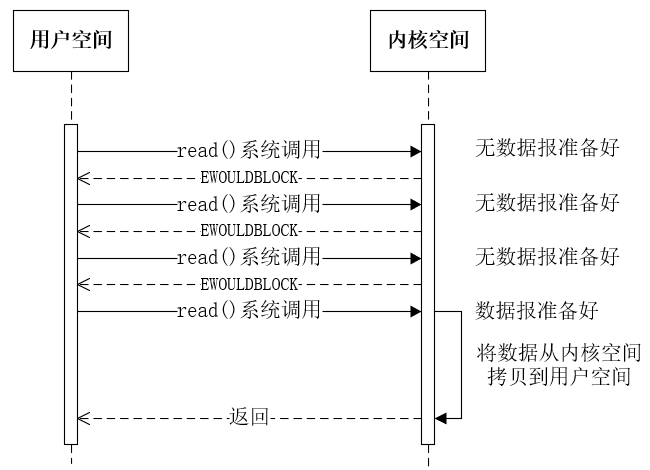 用户空间
内核空间
read()系统调用
无数据报准备好
EWOULDBLOCK
read()系统调用
无数据报准备好
EWOULDBLOCK
read()系统调用
无数据报准备好
EWOULDBLOCK
read()系统调用
数据报准备好
将数据从内核空间
拷贝到用户空间
返回